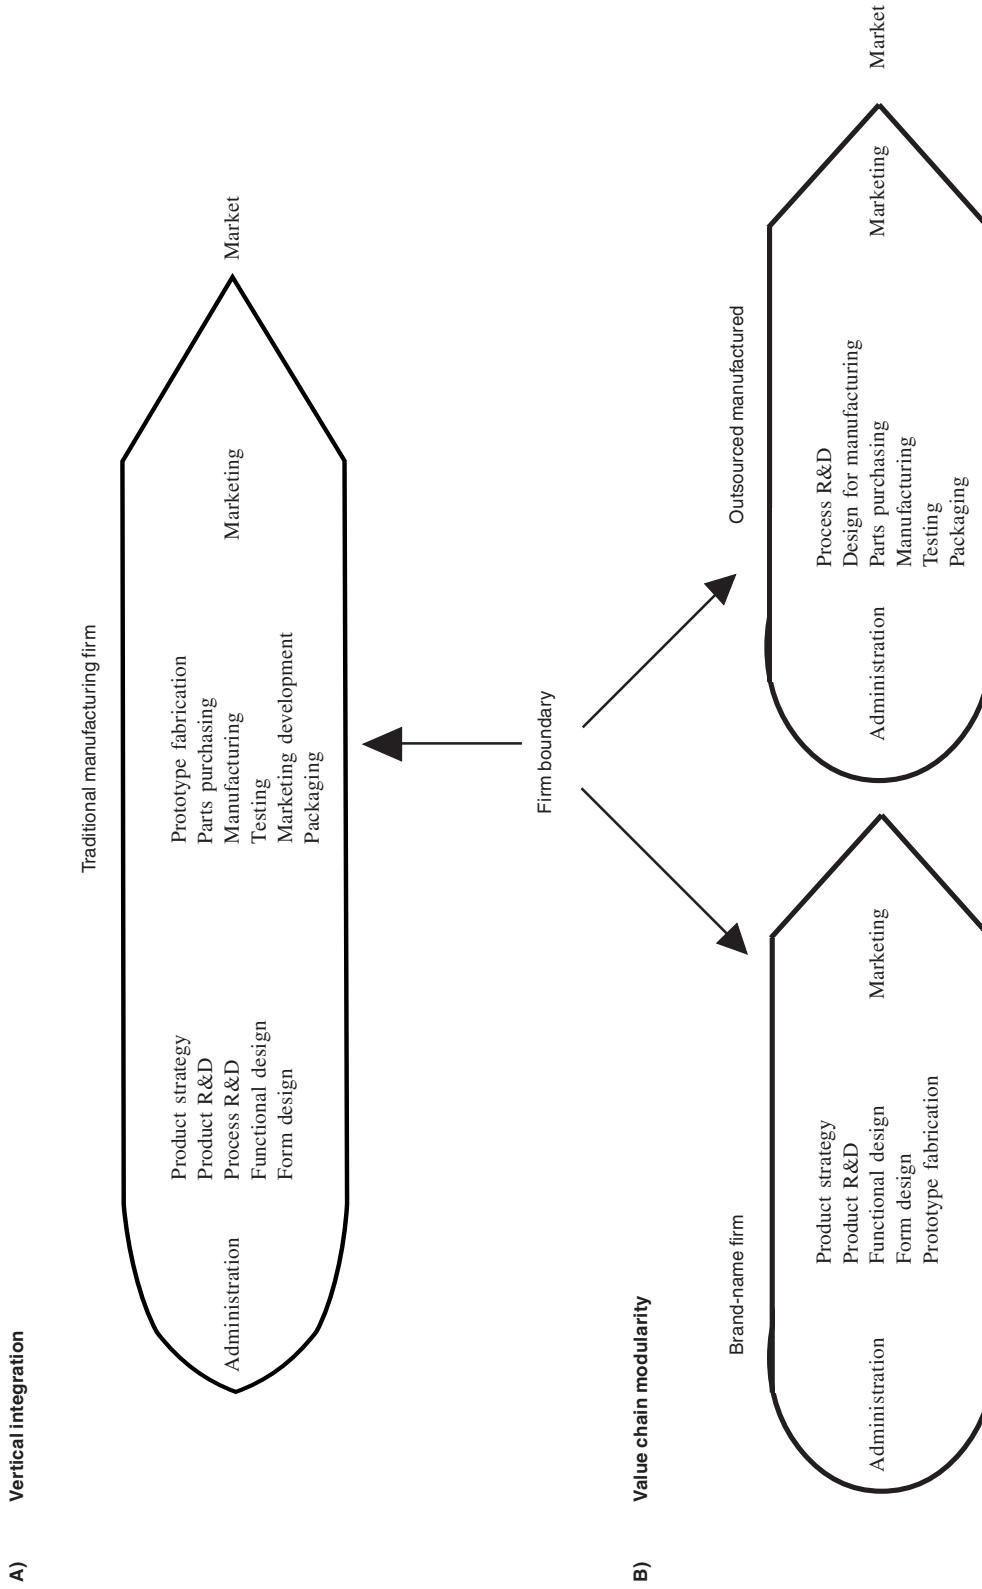 A) Vertical integration
Traditional manufacturing firm
Administration
Product strategy
Product R&D
Process R&D
Functional design
Form design
Prototype fabrication
Parts purchasing
Manufacturing
Testing
Marketing development
Packaging
Marketing
Market
Firm boundary
B) Value chain modularity
Brand-name firm
Administration
Product strategy
Product R&D
Functional design
Form design
Prototype fabrication
Marketing
Outsourced manufactured
Administration
Process R&D
Design for manufacturing
Parts purchasing
Manufacturing
Testing
Packaging
Marketing
Market